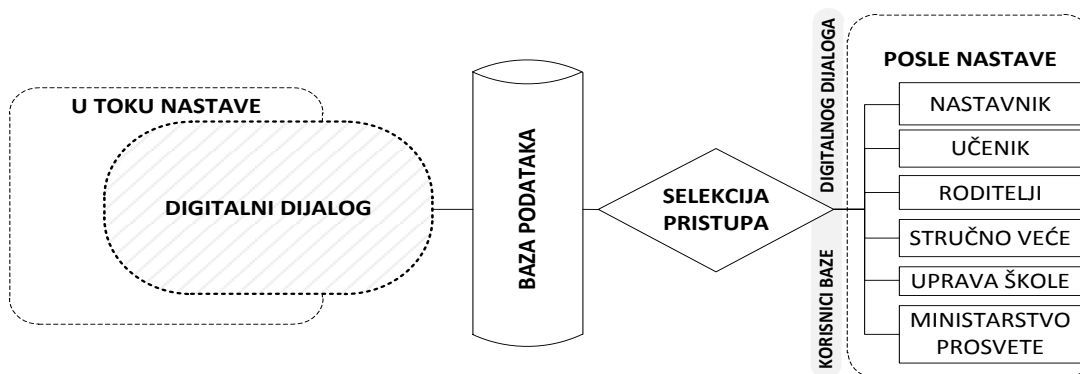 U TOKU NASTAVE
DIGITALNI DIJALOG
BAZA PODATAKA
SELEKCIJA
PRISTUPA
KORISNICI BAZE DIGITALNOG DIJALOGA
POSLE NASTAVE
NASTAVNIK
UČENIK
RODITELJI
STRUČNO VEĆE
UPRAVA ŠKOLE
MINISTARSTVO
PROSVETE